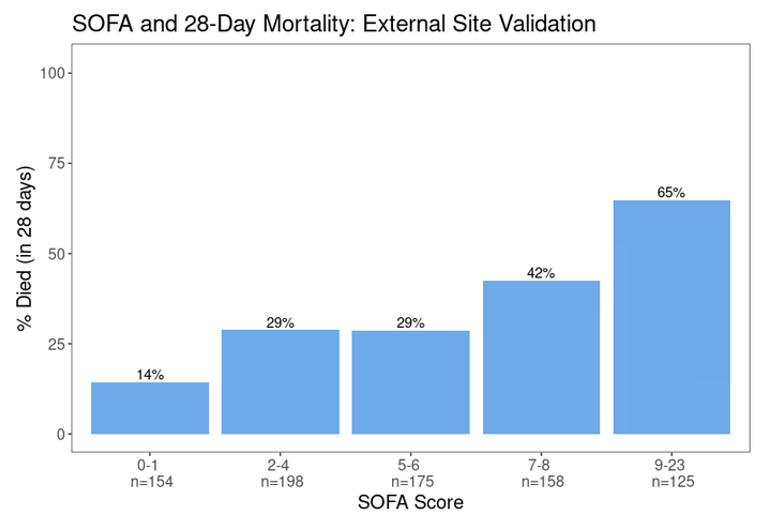 SOFA and 28-Day Mortality: External Site Validation
% Died (in 28 days)
100
75
50
25
0
14%
29%
29%
42%
65%
0-1
n=154
2-4
n=198
5-6
n=175
7-8
n=158
9-23
n=125
SOFA Score